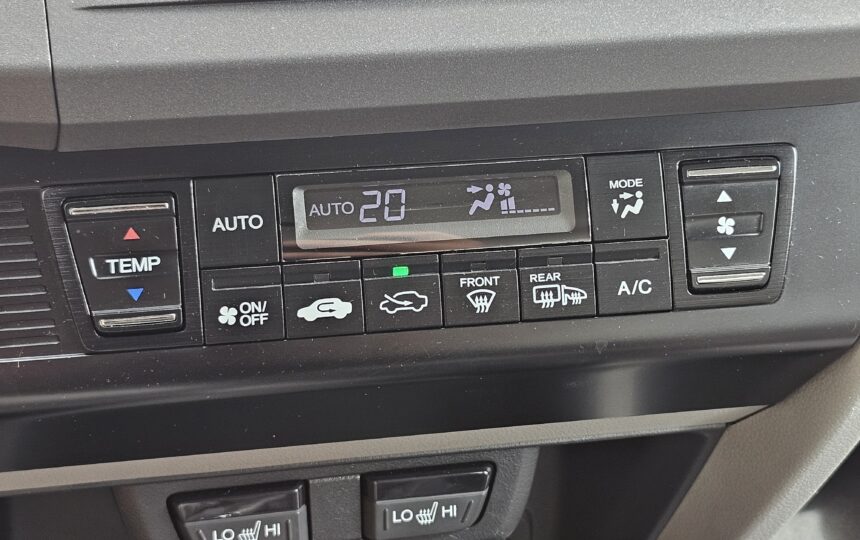 AUTO
AUTO 20
MODE
TEMP
ON/OFF
FRONT
REAR
A/C
LO HI
LO HI